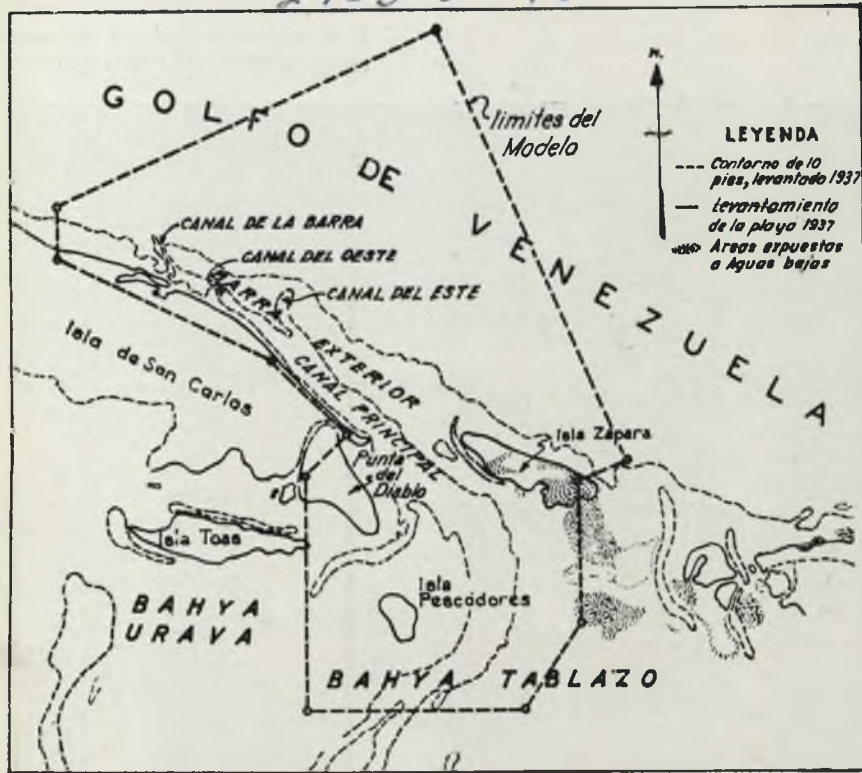 GOLFO DE VENEZUELA
limites del
Modelo
N.
LEYENDA
Contorno de 10
pies, levantado 1937
Levantamiento
de la playa 1937
Areas expuestas
a Aguas bajas
CANAL DE LA BARRA
CANAL DEL OESTE
CANAL DEL ESTE
BARRA EXTERIOR
CANAL PRINCIPAL
Isla de San Carlos
Isla Zápara
Punta
del
Diablo
Isla Toas
Isla
Pescadores
BAHYA
URAVA
BAHYA TABLAZO